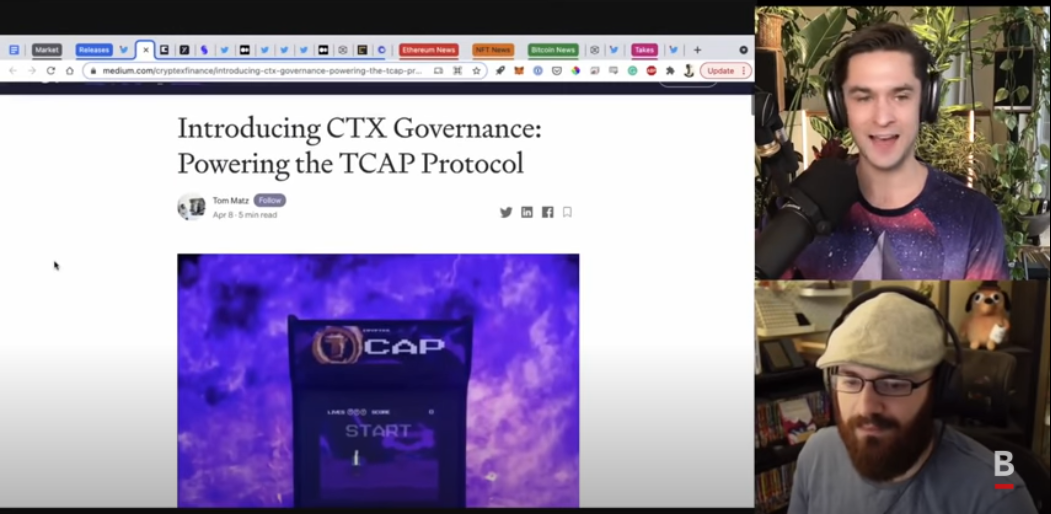 Market
Releases
Ethereum News
NFT News
Bitcoin News
Takes
medium.com/cryptexfinance/introducing-ctx-governance-powering-the-tcap-pr...
Update
Introducing CTX Governance:
Powering the TCAP Protocol
Tom Matz
Follow
Apr 8 · 5 min read
CAP
LIVES
SCORE
0
START
B